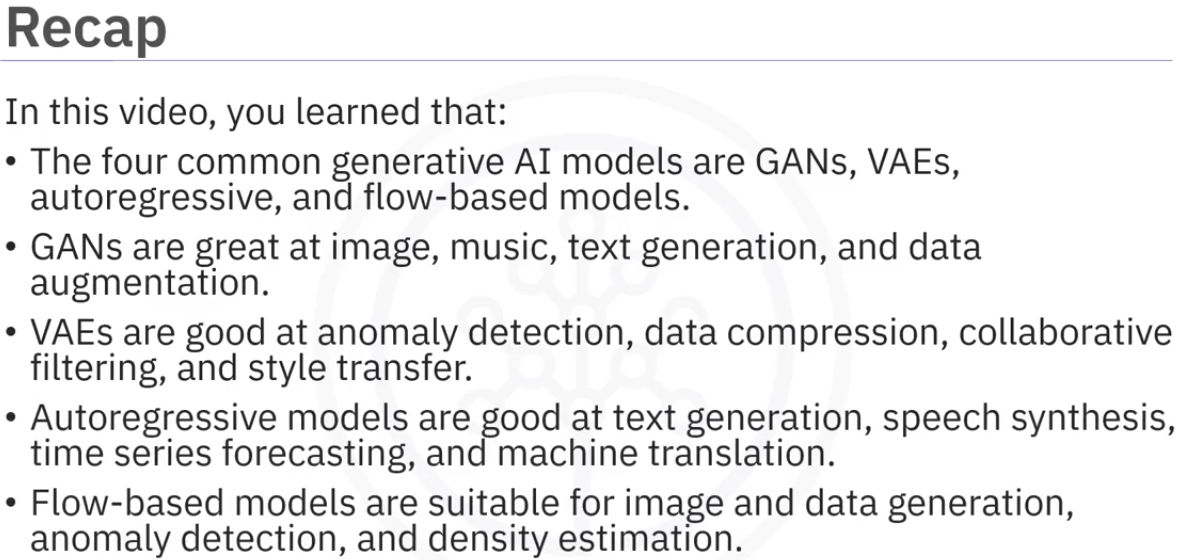 Recap
In this video, you learned that:
• The four common generative AI models are GANs, VAEs,
autoregressive, and flow-based models.
• GANs are great at image, music, text generation, and data
augmentation.
• VAEs are good at anomaly detection, data compression, collaborative
filtering, and style transfer.
• Autoregressive models are good at text generation, speech synthesis,
time series forecasting, and machine translation.
• Flow-based models are suitable for image and data generation,
anomaly detection, and density estimation.